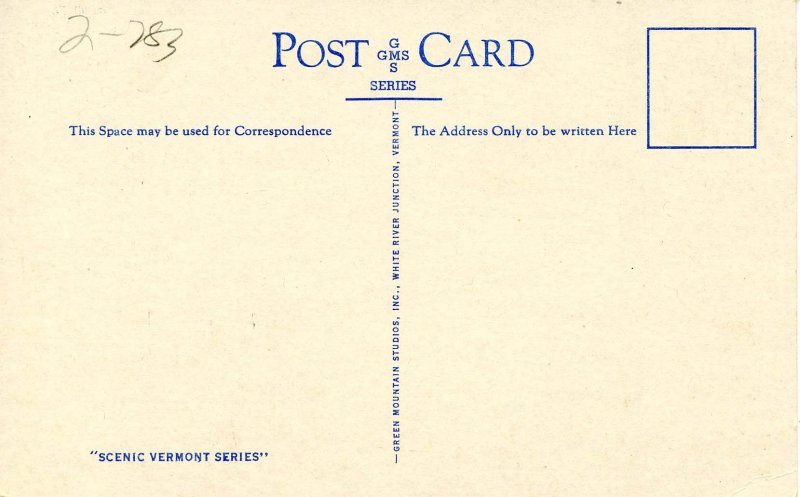 2-783
POST GMS CARD
G
S
SERIES
This Space may be used for Correspondence
The Address Only to be written Here
GREEN MOUNTAIN STUDIOS, INC., WHITE RIVER JUNCTION, VERMONT
"SCENIC VERMONT SERIES"